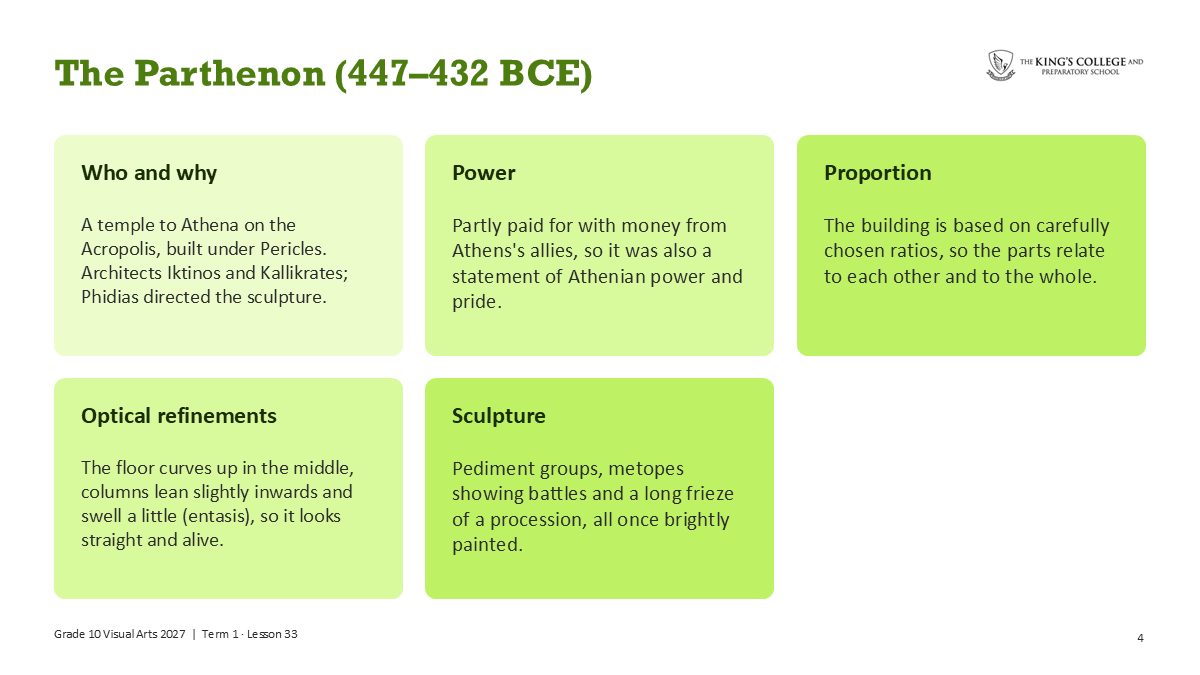 The Parthenon (447–432 BCE)
THE KING'S COLLEGE AND
PREPARATORY SCHOOL
Who and why
A temple to Athena on the
Acropolis, built under Pericles.
Architects Iktinos and Kallikrates;
Phidias directed the sculpture.
Power
Partly paid for with money from
Athens's allies, so it was also a
statement of Athenian power and
pride.
Proportion
The building is based on carefully
chosen ratios, so the parts relate
to each other and to the whole.
Optical refinements
The floor curves up in the middle,
columns lean slightly inwards and
swell a little (entasis), so it looks
straight and alive.
Sculpture
Pediment groups, metopes
showing battles and a long frieze
of a procession, all once brightly
painted.
Grade 10 Visual Arts 2027 | Term 1 · Lesson 33
4